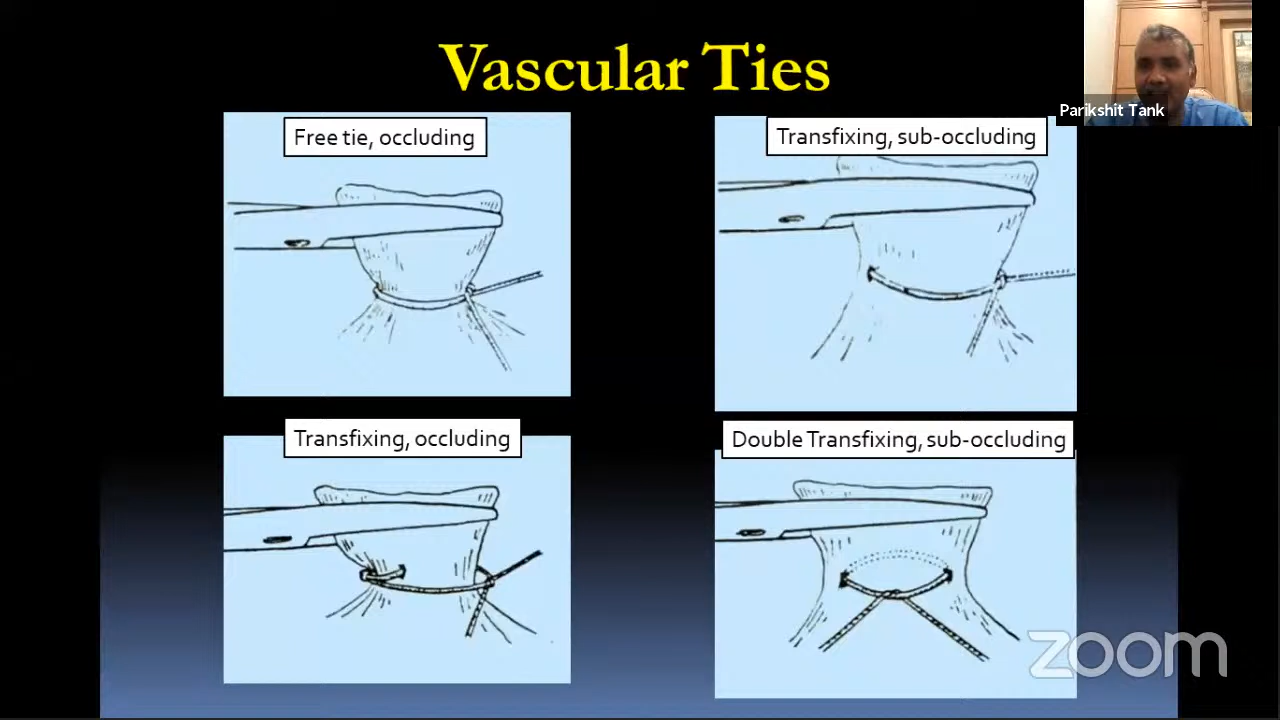 Vascular Ties
Parikshit Tank
Free tie, occluding
Transfixing, sub-occluding
Transfixing, occluding
Double Transfixing, sub-occluding
zoom